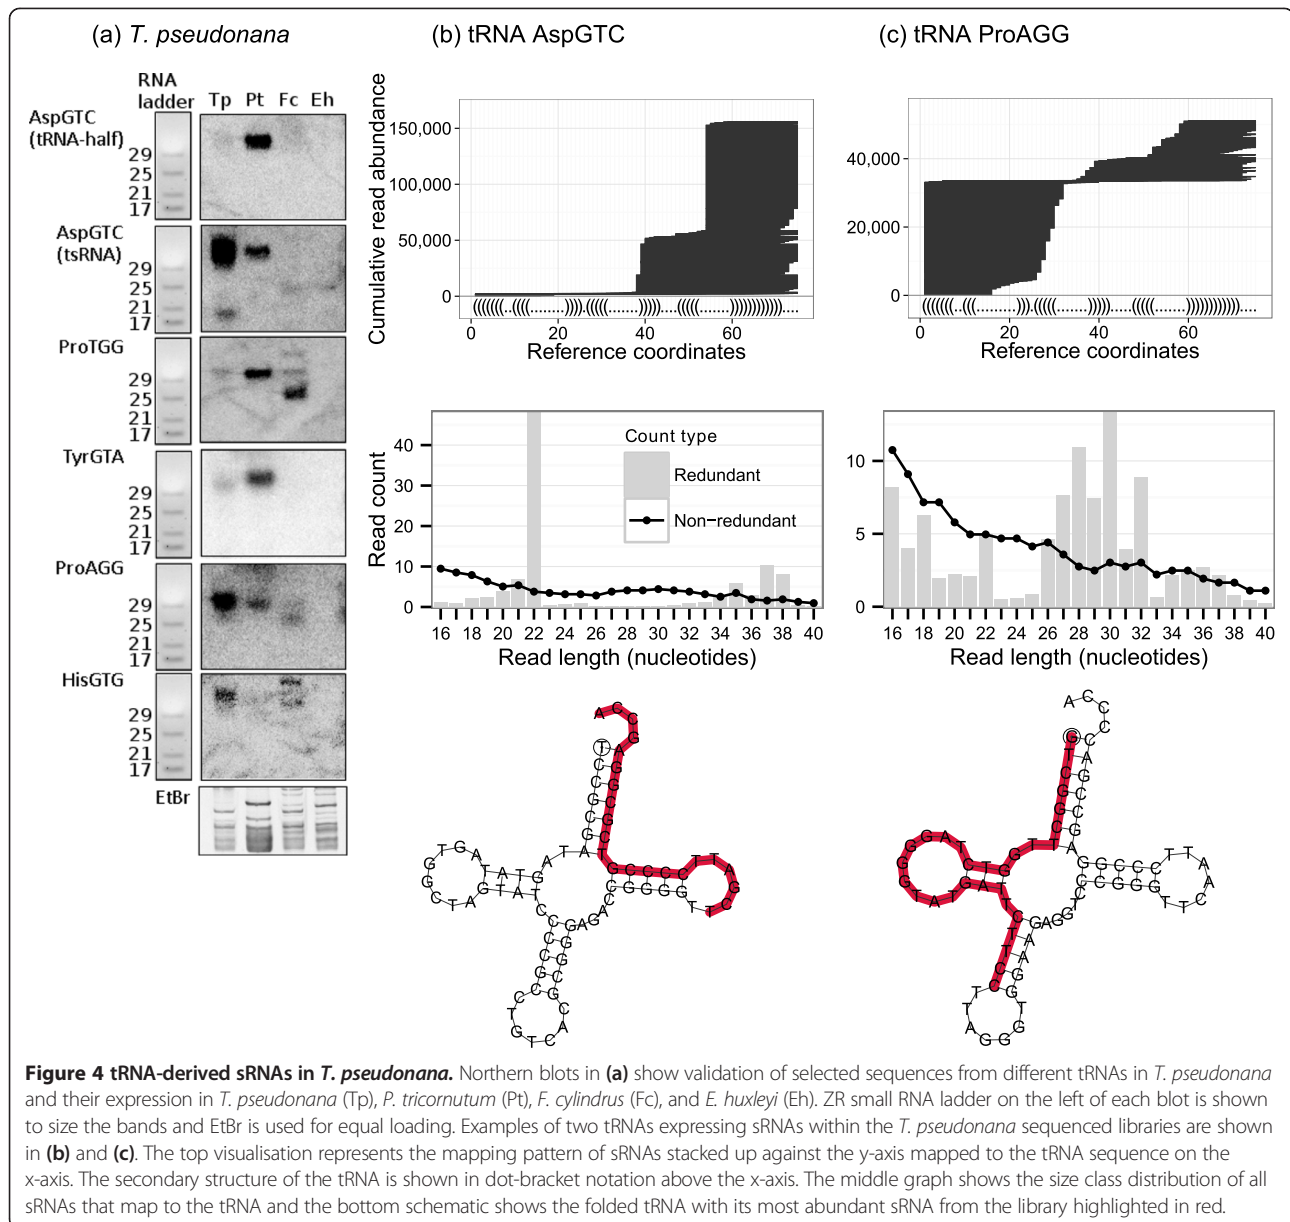 (a) T. pseudonana
(b) tRNA AspGTC
(c) tRNA ProAGG
RNA
ladder
Tp Pt Fc Eh
AspGTC
(tRNA-half)
29
25
21
17
AspGTC
(tsRNA)
29
25
21
17
ProTGG
29
25
21
17
TyrGTA
29
25
21
17
ProAGG
29
25
21
17
HisGTG
29
25
21
17
EtBr
Cumulative read abundance
150,000
100,000
50,000
0
0 20 40 60
Reference coordinates
40,000
20,000
0
0 20 40 60
Reference coordinates
Read count
40
30
20
10
0
Count type
Redundant
Non−redundant
16 18 20 22 24 26 28 30 32 34 36 38 40
Read length (nucleotides)
10
5
0
16 18 20 22 24 26 28 30 32 34 36 38 40
Read length (nucleotides)
Figure 4 tRNA-derived sRNAs in T. pseudonana. Northern blots in (a) show validation of selected sequences from different tRNAs in T. pseudonana
and their expression in T. pseudonana (Tp), P. tricornutum (Pt), F. cylindrus (Fc), and E. huxleyi (Eh). ZR small RNA ladder on the left of each blot is shown
to size the bands and EtBr is used for equal loading. Examples of two tRNAs expressing sRNAs within the T. pseudonana sequenced libraries are shown
in (b) and (c). The top visualisation represents the mapping pattern of sRNAs stacked up against the y-axis mapped to the tRNA sequence on the
x-axis. The secondary structure of the tRNA is shown in dot-bracket notation above the x-axis. The middle graph shows the size class distribution of all
sRNAs that map to the tRNA and the bottom schematic shows the folded tRNA with its most abundant sRNA from the library highlighted in red.